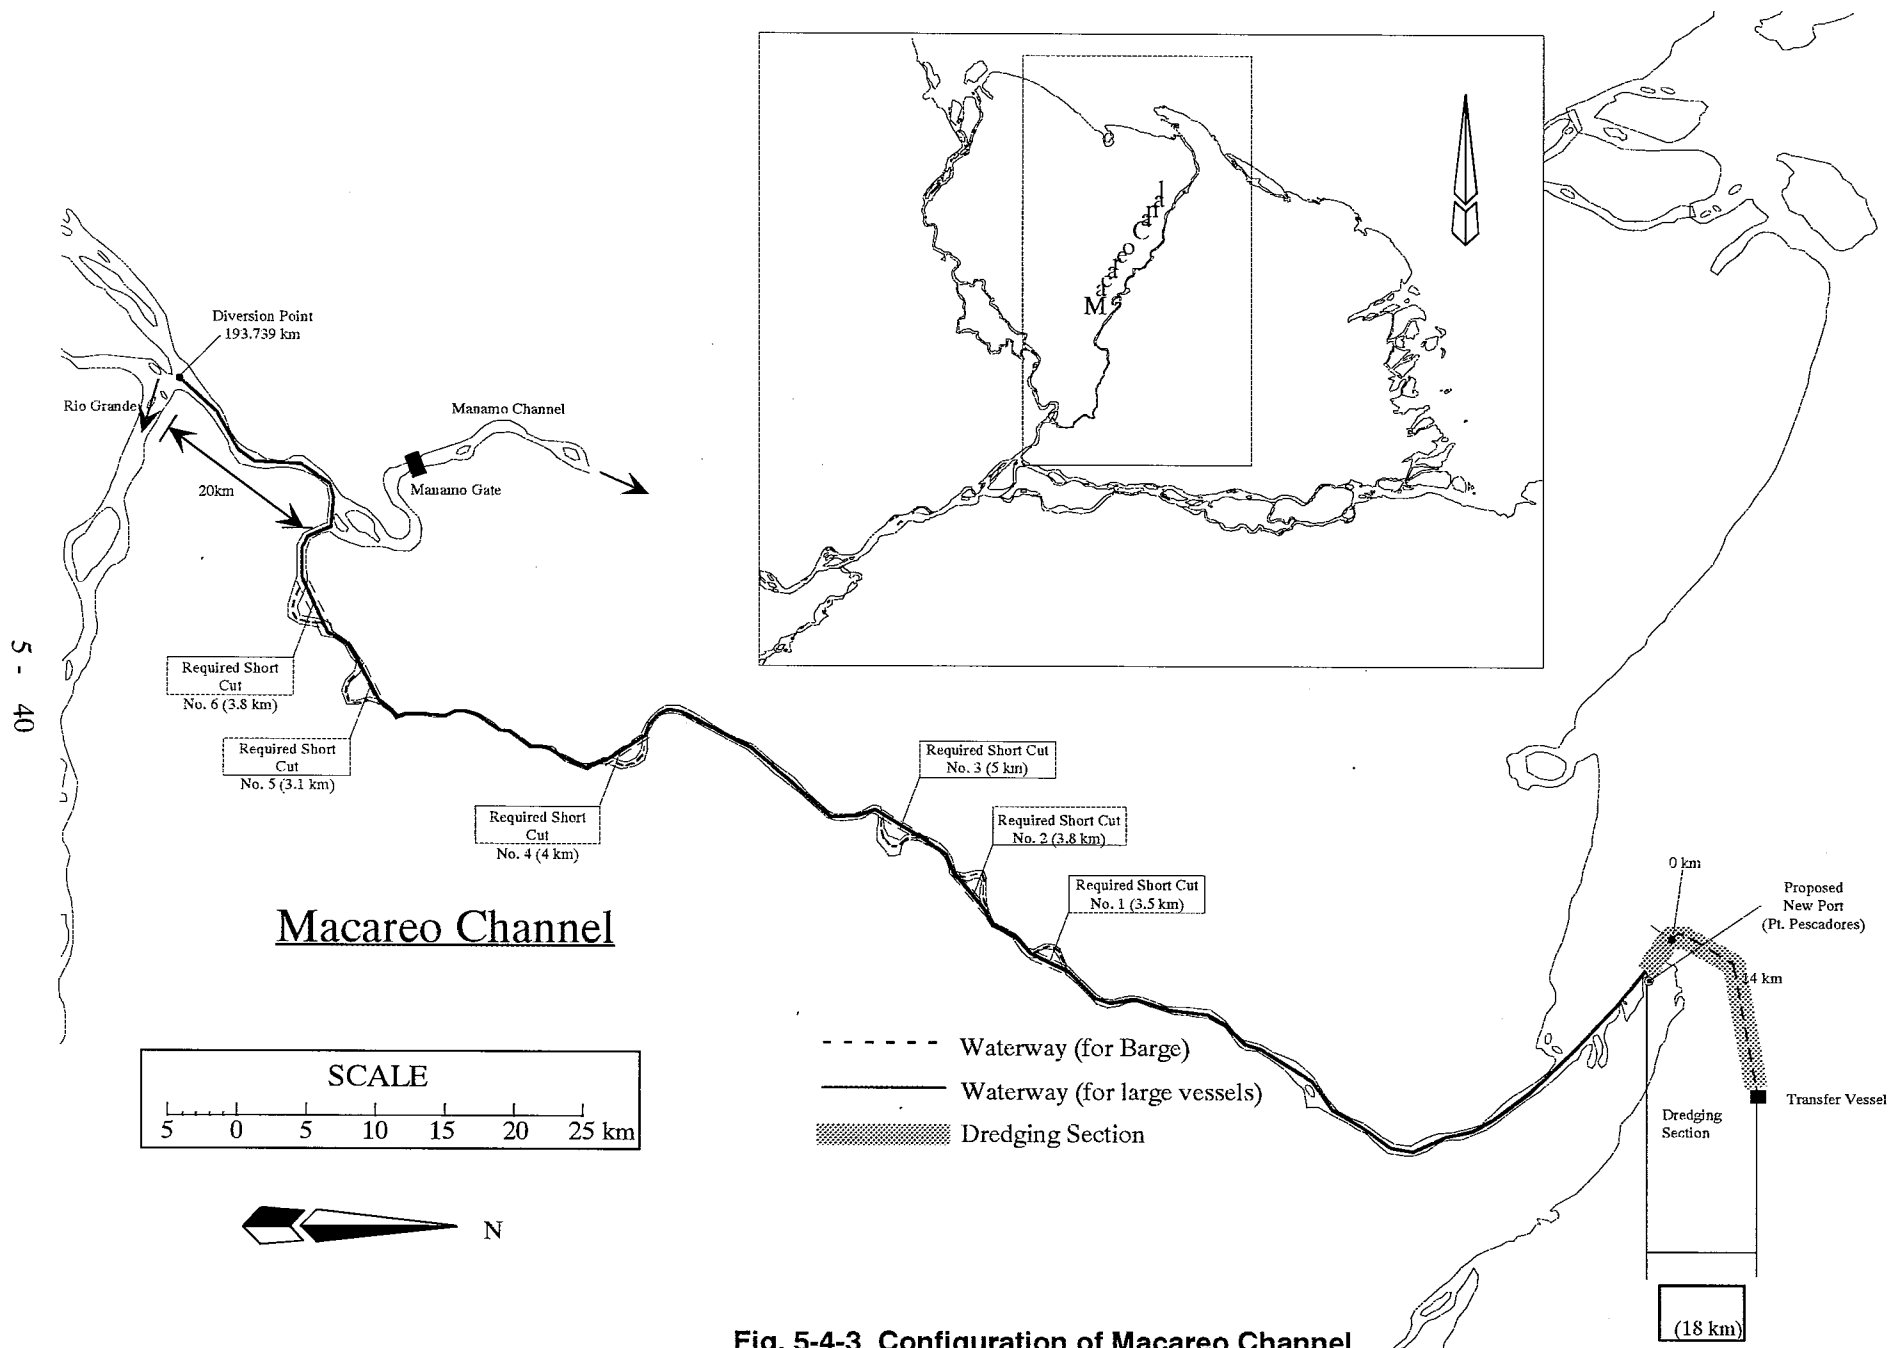 Macareo Canal
Diversion Point
193.739 km
Rio Grande
Manamo Channel
20km
Manamo Gate
5 - 40
Required Short
Cut
No. 6 (3.8 km)
Required Short
Cut
No. 5 (3.1 km)
Required Short
Cut
No. 4 (4 km)
Required Short Cut
No. 3 (5 km)
Required Short Cut
No. 2 (3.8km)
Required Short Cut
No. 1 (3.5 km)
0 km
Proposed
New Port
(Pt. Pescadores)
14 km
Macareo Channel
Waterway (for Barge)
Waterway (for large vessels)
Dredging Section
SCALE
5 0 5 10 15 20 25 km
Transfer Vessel
Dredging
Section
N
(18 km)
Fig. 5-4-3 Configuration of Macareo Channel